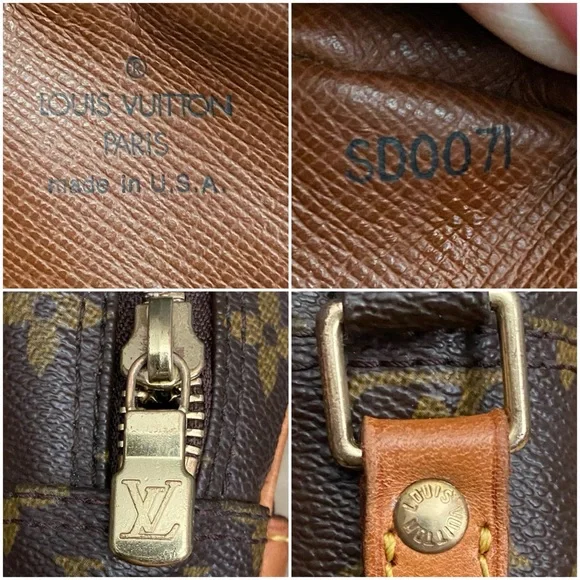 ®
LOUIS VUITTON
PARIS
made in U.S.A.
SD0071
LV
LOUIS
VUITTON